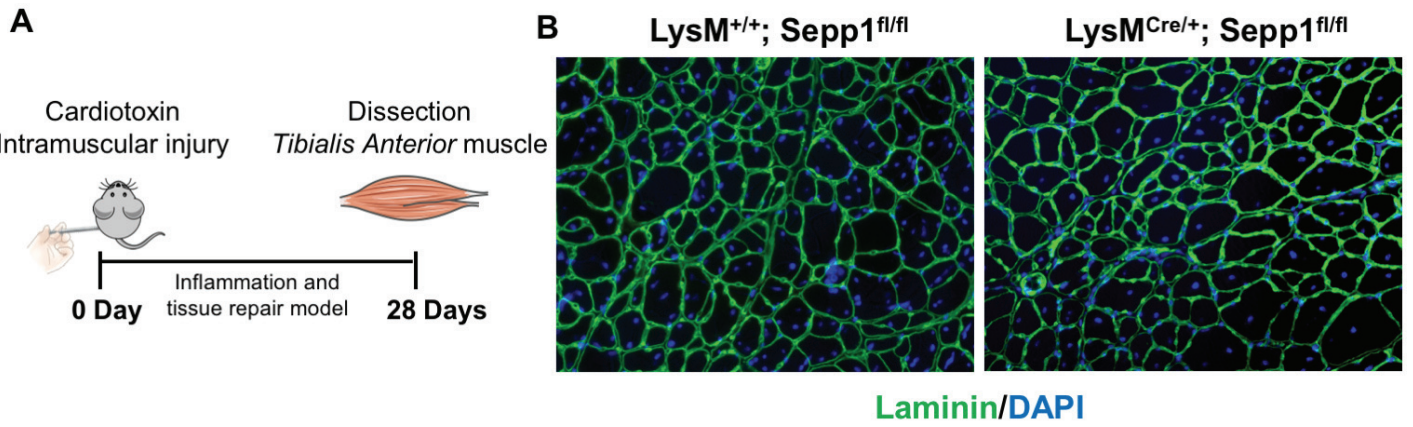 A
Cardiotoxin
Intramuscular injury
Dissection
Tibialis Anterior muscle
Inflammation and
tissue repair model
0 Day
28 Days
B
LysM+/+; Sepp1fl/fl
LysMCre/+; Sepp1fl/fl
Laminin/DAPI